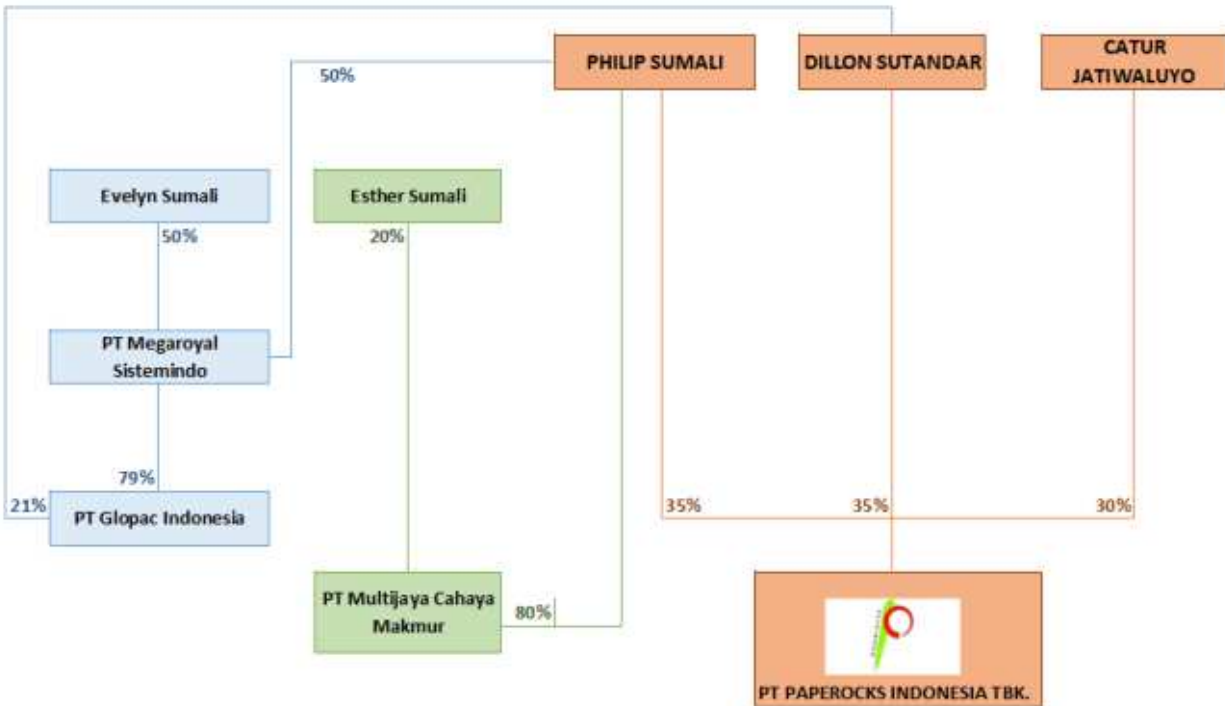 PHILIP SUMALI
DILLON SUTANDAR
CATUR
JATIWALUYO
50%
Evelyn Sumali
Esther Sumali
50%
20%
PT Megaroyal
Sistemindo
79%
21%
PT Glopac Indonesia
35%
35%
30%
PT Multijaya Cahaya
Makmur
80%
PT PAPEROCKS INDONESIA TBK.